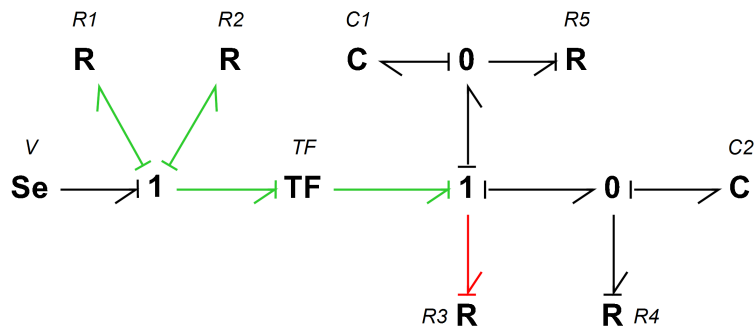 R1 R2 C1 R5
R R C 0 R
V TF C2
Se 1 TF 1 0 C
R3 R R R4